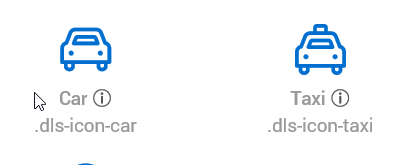 Car ⓘ
.dls-icon-car
Taxi ⓘ
.dls-icon-taxi